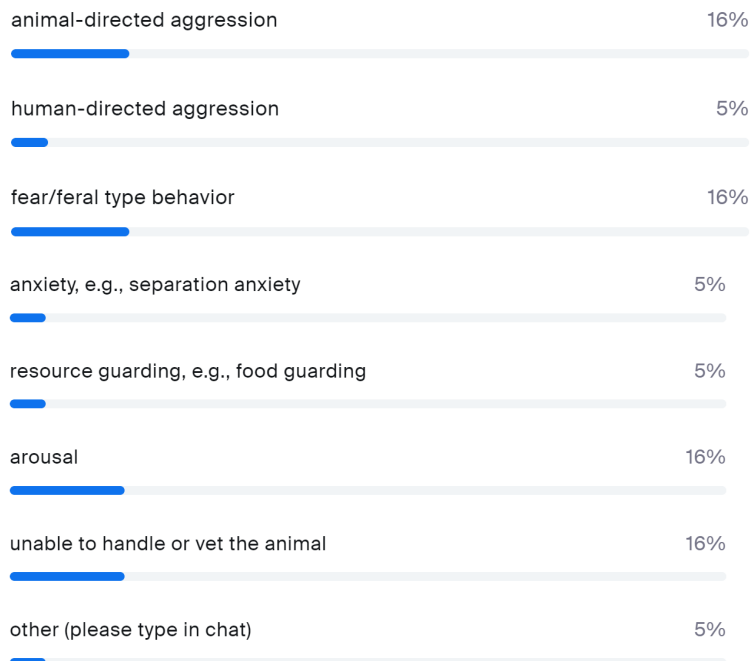 animal-directed aggression 16%
human-directed aggression 5%
fear/feral type behavior 16%
anxiety, e.g., separation anxiety 5%
resource guarding, e.g., food guarding 5%
arousal 16%
unable to handle or vet the animal 16%
other (please type in chat) 5%